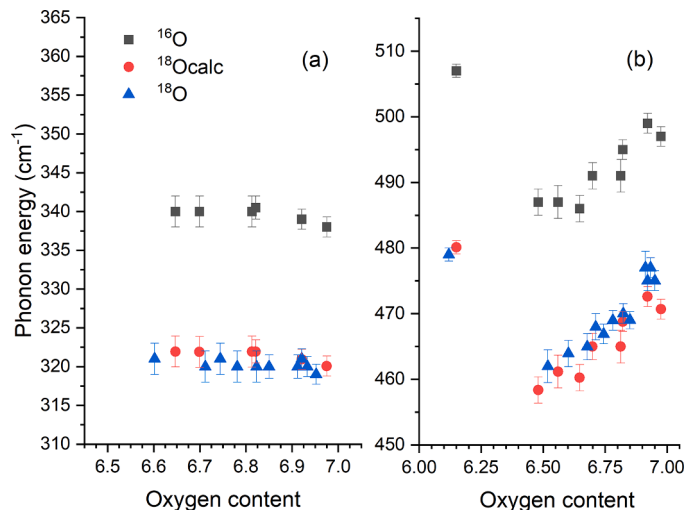 365
360
355
350
345
340
335
330
325
320
315
310
Phonon energy (cm⁻¹)
¹⁶O
¹⁸Ocalc
¹⁸O
(a)
6.5 6.6 6.7 6.8 6.9 7.0
Oxygen content
510
500
490
480
470
460
450
(b)
6.00 6.25 6.50 6.75 7.00
Oxygen content